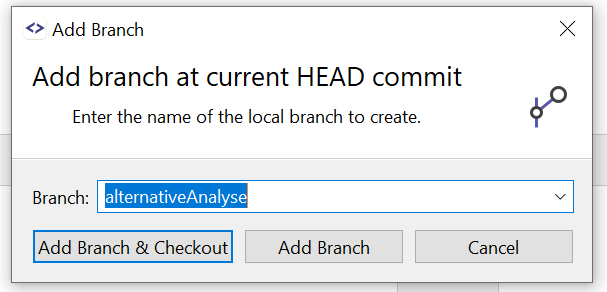 Add Branch
Add branch at current HEAD commit
Enter the name of the local branch to create.
Branch: alternativeAnalyse
Add Branch & Checkout Add Branch Cancel